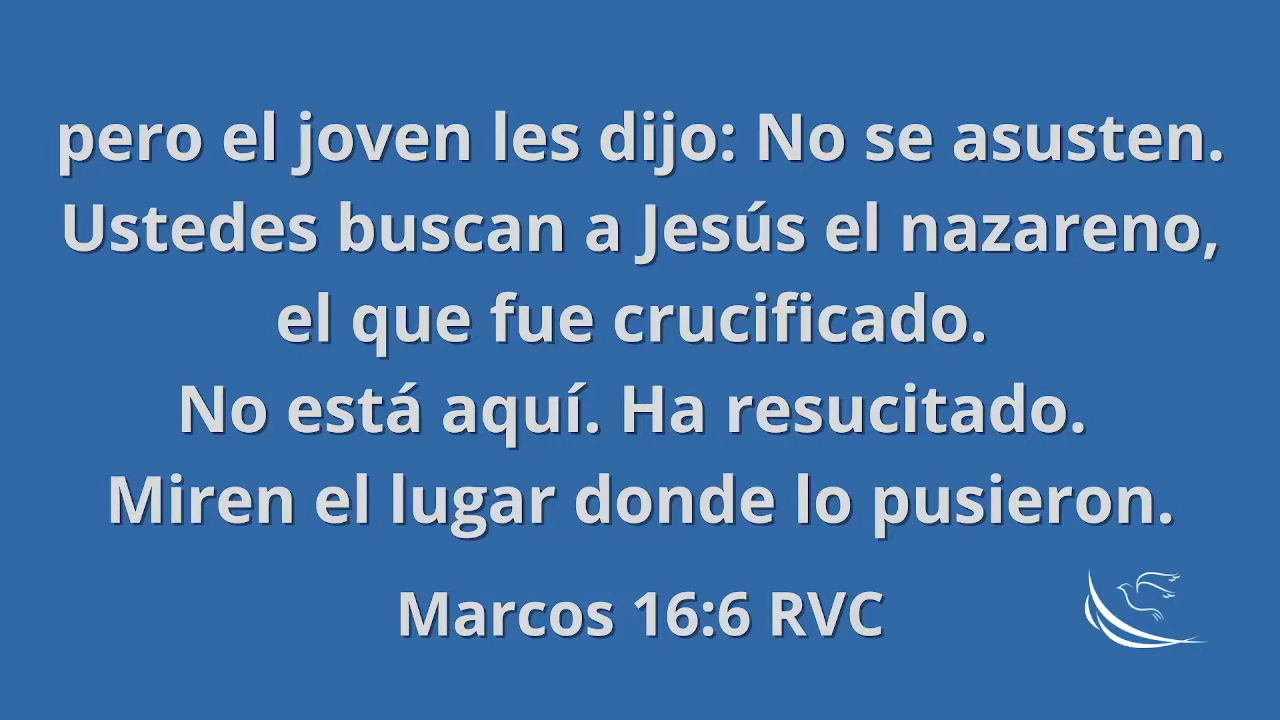 pero el joven les dijo: No se asusten.
Ustedes buscan a Jesús el nazareno,
el que fue crucificado.
No está aquí. Ha resucitado.
Miren el lugar donde lo pusieron.
Marcos 16:6 RVC